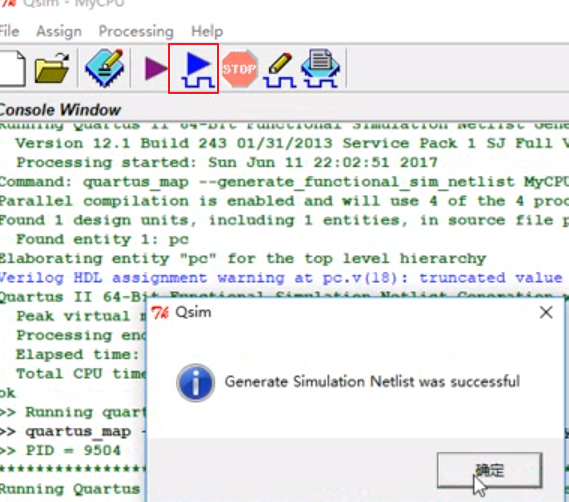 Qsim - MyCPU
File Assign Processing Help
STOP
Console Window
Running Quartus II 64-Bit Functional Simulation Netlist Gene
Version 12.1 Build 243 01/31/2013 Service Pack 1 SJ Full V
Processing started: Sun Jun 11 22:02:51 2017
Command: quartus_map --generate_functional_sim_netlist MyCPU
Parallel compilation is enabled and will use 4 of the 4 proc
Found 1 design units, including 1 entities, in source file p
Found entity 1: pc
Elaborating entity "pc" for the top level hierarchy
Verilog HDL assignment warning at pc.v(18): truncated value
Quartus II 64-Bit Functional Simulation Netlist Generation w
Peak virtual m
Processing end
Elapsed time:
Total CPU time
ok
>> Running quart
>> quartus_map -
>> PID = 9504
****************
Running Quartus
Qsim
Generate Simulation Netlist was successful
确定